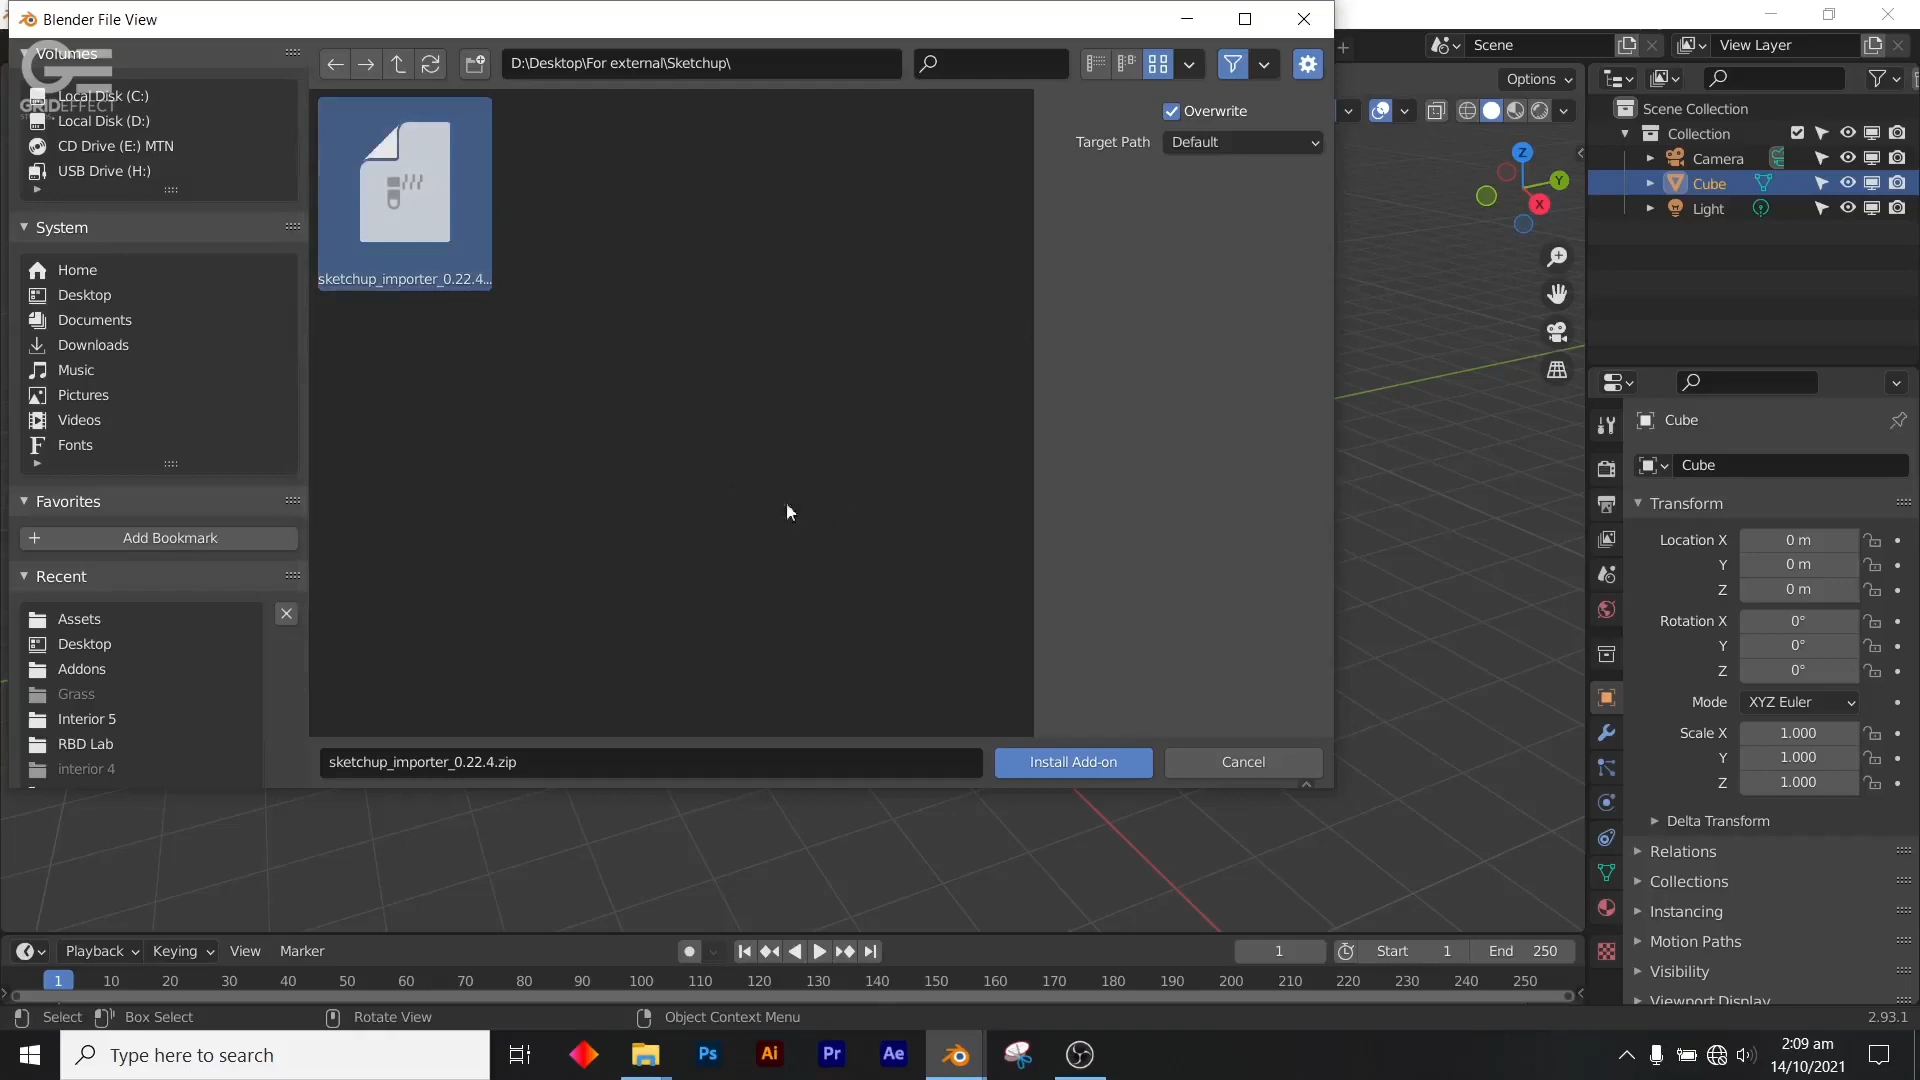 Blender File View
Volumes
Local Disk (C:)
GRIDEFFECT
Local Disk (D:)
CD Drive (E:) MTN
USB Drive (H:)
System
Home
Desktop
Documents
Downloads
Music
Pictures
Videos
Fonts
Favorites
Add Bookmark
Recent
Assets
Desktop
Addons
Grass
Interior 5
RBD Lab
interior 4
D:\Desktop\For external\Sketchup\
sketchup_importer_0.22.4...
Overwrite
Target Path
Default
sketchup_importer_0.22.4.zip
Install Add-on
Cancel
Scene
View Layer
Options
Z
Y
X
Scene Collection
Collection
Camera
Cube
Light
Cube
Cube
Transform
Location X 0 m
Y 0 m
Z 0 m
Rotation X 0°
Y 0°
Z 0°
Mode XYZ Euler
Scale X 1.000
Y 1.000
Z 1.000
Delta Transform
Relations
Collections
Instancing
Motion Paths
Visibility
Viewport Display
Playback Keying View Marker
1 Start 1 End 250
1 10 20 30 40 50 60 70 80 90 100 110 120 130 140 150 160 170 180 190 200 210 220 230 240 250
Select Box Select Rotate View Object Context Menu 2.93.1
Type here to search
Ps Ai Pr Ae
2:09 am
14/10/2021